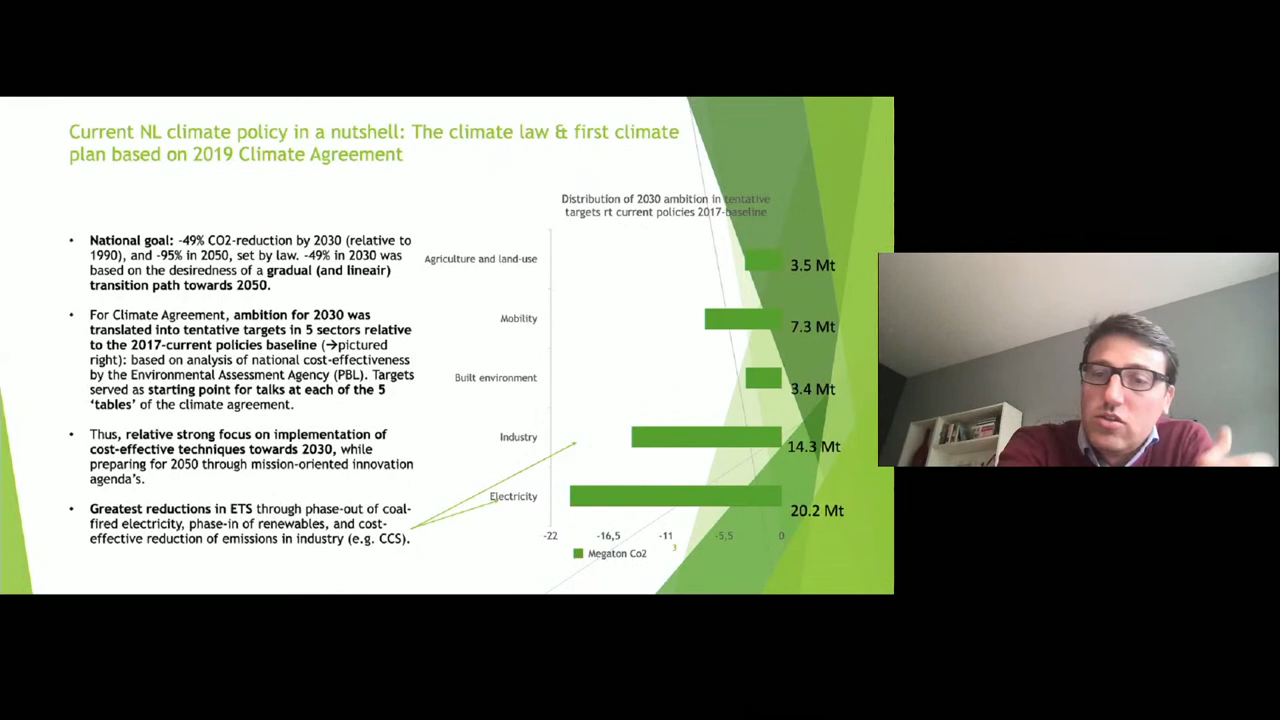 Current NL climate policy in a nutshell: The climate law & first climate
plan based on 2019 Climate Agreement
• National goal: -49% CO2-reduction by 2030 (relative to
1990), and -95% in 2050, set by law. -49% in 2030 was
based on the desiredness of a gradual (and lineair)
transition path towards 2050.
• For Climate Agreement, ambition for 2030 was
translated into tentative targets in 5 sectors relative
to the 2017-current policies baseline (→pictured
right): based on analysis of national cost-effectiveness
by the Environmental Assessment Agency (PBL). Targets
served as starting point for talks at each of the 5
‘tables’ of the climate agreement.
• Thus, relative strong focus on implementation of
cost-effective techniques towards 2030, while
preparing for 2050 through mission-oriented innovation
agenda’s.
• Greatest reductions in ETS through phase-out of coal-
fired electricity, phase-in of renewables, and cost-
effective reduction of emissions in industry (e.g. CCS).
Distribution of 2030 ambition in tentative
targets rt current policies 2017-baseline
Agriculture and land-use
3.5 Mt
Mobility
7.3 Mt
Built environment
3.4 Mt
Industry
14.3 Mt
Electricity
20.2 Mt
-22 -16,5 -11 -5,5 0
Megaton Co2
3